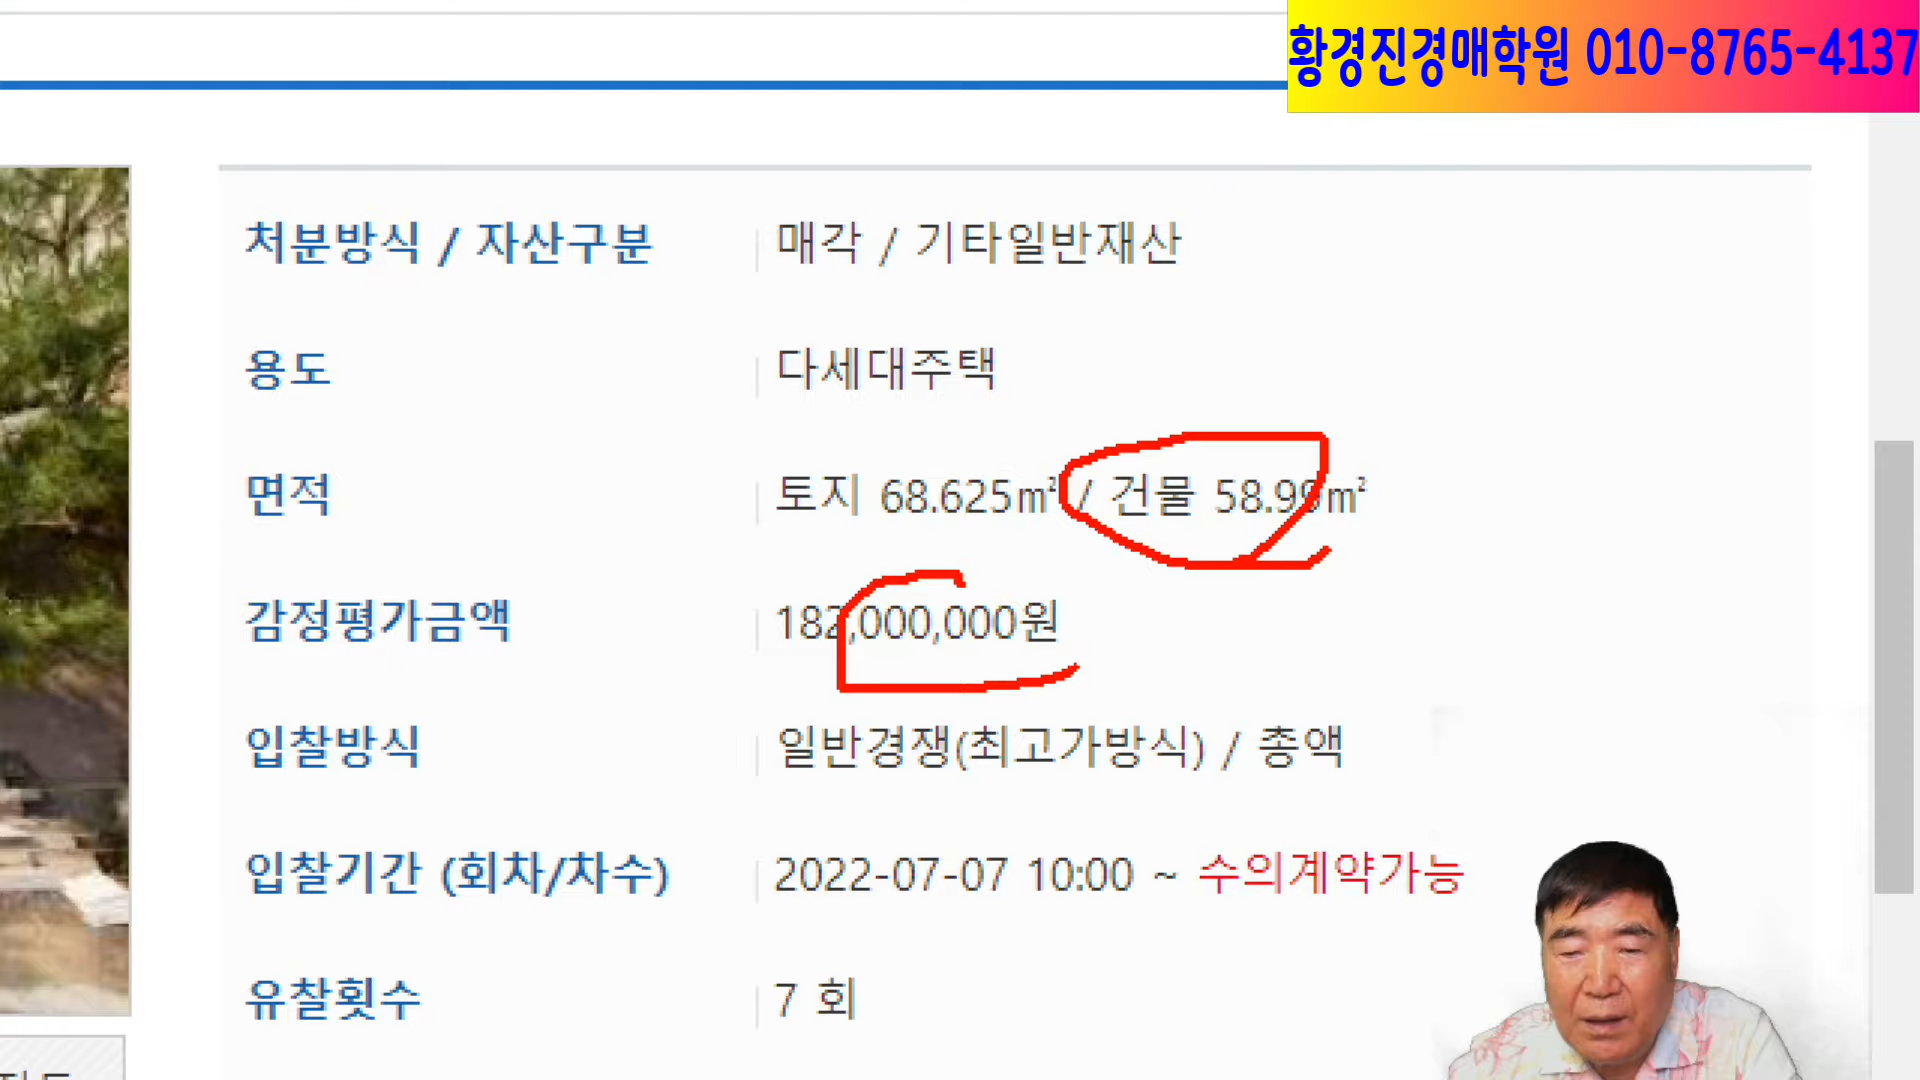 황경진경매학원 010-8765-4137
처분방식 / 자산구분 매각 / 기타일반재산
용도 다세대주택
면적 토지 68.625㎡ / 건물 58.99㎡
감정평가금액 182,000,000원
입찰방식 일반경쟁(최고가방식) / 총액
입찰기간 (회차/차수) 2022-07-07 10:00 ~ 수의계약가능
유찰횟수 7 회